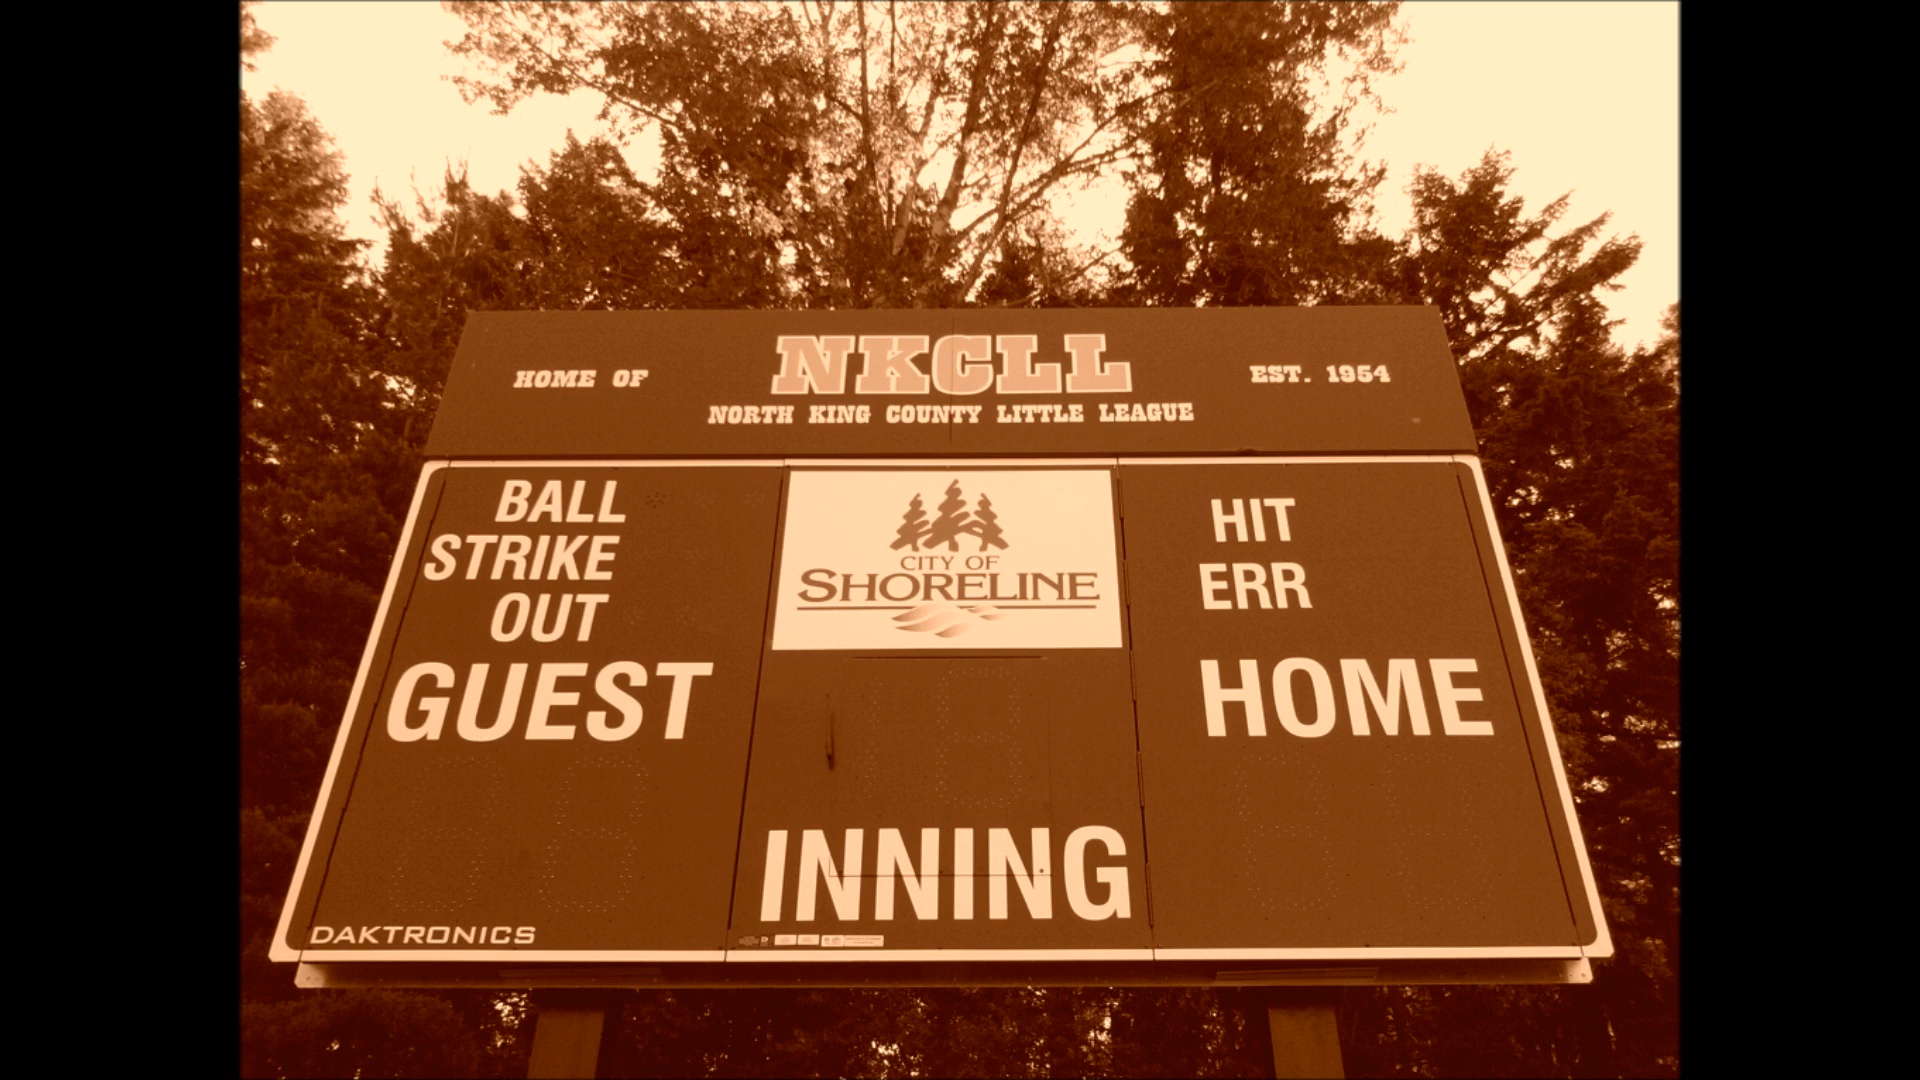 HOME OF
NKCLL
EST. 1954
NORTH KING COUNTY LITTLE LEAGUE
BALL
STRIKE
OUT
GUEST
CITY OF
SHORELINE
HIT
ERR
HOME
INNING
DAKTRONICS